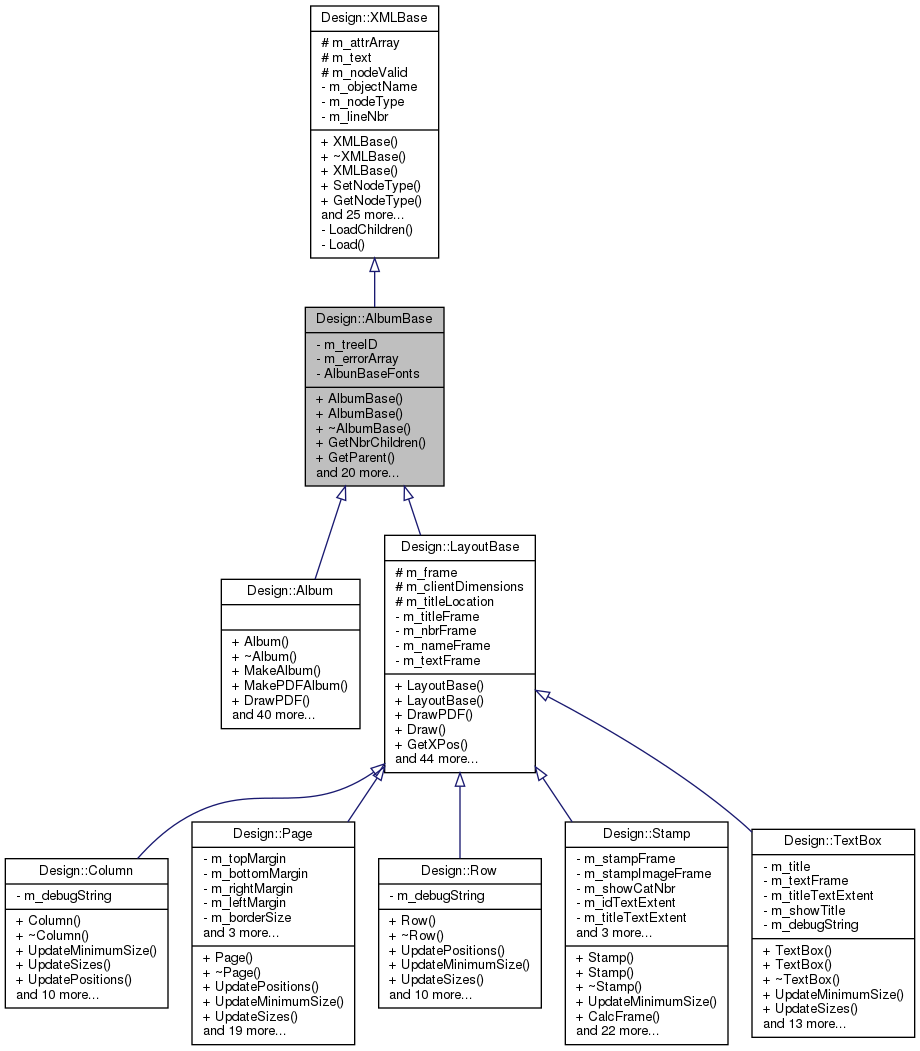 Design::XMLBase
# m_attrArray
# m_text
# m_nodeValid
- m_objectName
- m_nodeType
- m_lineNbr
+ XMLBase()
+ ~XMLBase()
+ XMLBase()
+ SetNodeType()
+ GetNodeType()
and 25 more...
- LoadChildren()
- Load()
Design::AlbumBase
- m_treeID
- m_errorArray
- AlbunBaseFonts
+ AlbumBase()
+ AlbumBase()
+ ~AlbumBase()
+ GetNbrChildren()
+ GetParent()
and 20 more...
Design::Album
+ Album()
+ ~Album()
+ MakeAlbum()
+ MakePDFAlbum()
+ DrawPDF()
and 40 more...
Design::LayoutBase
# m_frame
# m_clientDimensions
# m_titleLocation
- m_titleFrame
- m_nbrFrame
- m_nameFrame
- m_textFrame
+ LayoutBase()
+ LayoutBase()
+ DrawPDF()
+ Draw()
+ GetXPos()
and 44 more...
Design::Column
- m_debugString
+ Column()
+ ~Column()
+ UpdateMinimumSize()
+ UpdateSizes()
+ UpdatePositions()
and 10 more...
Design::Page
- m_topMargin
- m_bottomMargin
- m_rightMargin
- m_leftMargin
- m_borderSize
and 3 more...
+ Page()
+ ~Page()
+ UpdatePositions()
+ UpdateMinimumSize()
+ UpdateSizes()
and 19 more...
Design::Row
- m_debugString
+ Row()
+ ~Row()
+ UpdatePositions()
+ UpdateMinimumSize()
+ UpdateSizes()
and 10 more...
Design::Stamp
- m_stampFrame
- m_stampImageFrame
- m_showCatNbr
- m_idTextExtent
- m_titleTextExtent
and 3 more...
+ Stamp()
+ Stamp()
+ ~Stamp()
+ UpdateMinimumSize()
+ CalcFrame()
and 22 more...
Design::TextBox
- m_title
- m_textFrame
- m_titleTextExtent
- m_showTitle
- m_debugString
+ TextBox()
+ TextBox()
+ ~TextBox()
+ UpdateMinimumSize()
+ UpdateSizes()
and 13 more...